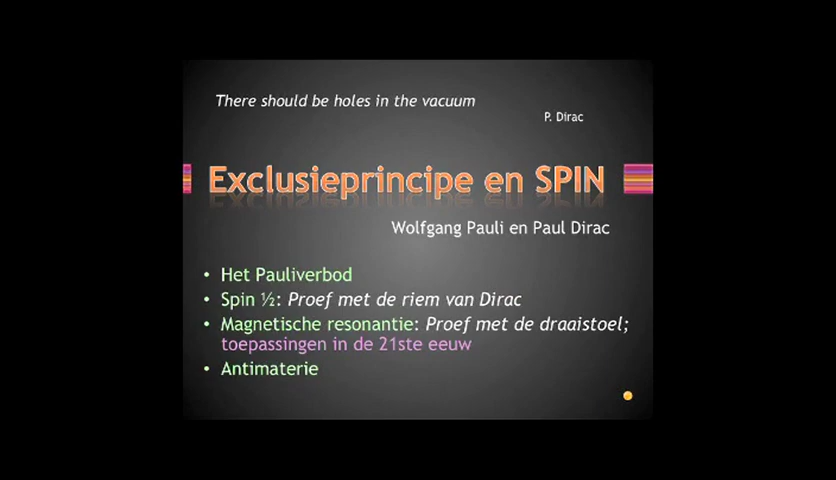 There should be holes in the vacuum
P. Dirac
Exclusieprincipe en SPIN
Wolfgang Pauli en Paul Dirac
• Het Pauliverbod
• Spin ½: Proef met de riem van Dirac
• Magnetische resonantie: Proef met de draaistoel;
toepassingen in de 21ste eeuw
• Antimaterie